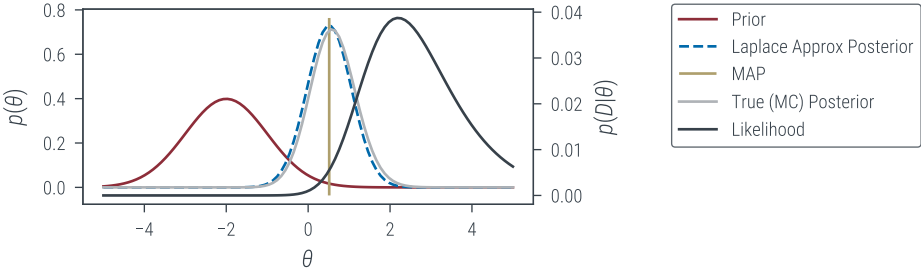 0.8
0.6
0.4
0.2
0.0
p(θ)
−4
−2
0
2
4
θ
0.04
0.03
0.02
0.01
0.00
p(D|θ)
Prior
Laplace Approx Posterior
MAP
True (MC) Posterior
Likelihood